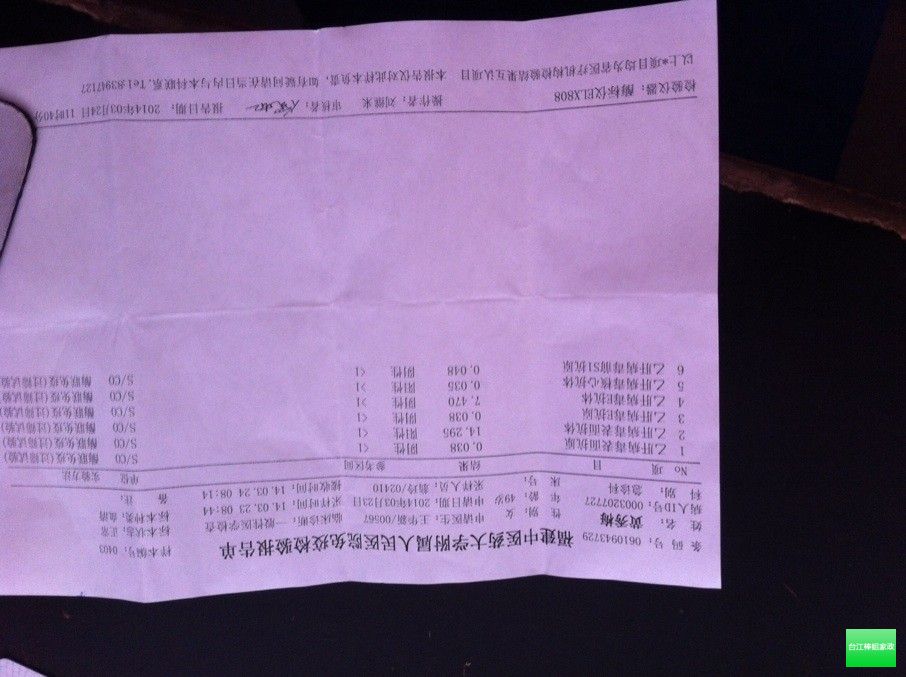 福建中医药大学附属人民医院免疫检验报告单
条 码 号: 0610943729 样本编号: 0403
姓 名: 黄秀梅 性 别: 女 申请医生: 王华新/00567 临床诊断: 一般性医学检查 标本状态: 正常
病人ID号: 0003207727 年 龄: 49岁 申请日期: 2014年03月23日 采样时间: 14.03.23 08:14 标本种类: 血清
科 别: 急诊科 床 号: 采样人员: 翁玲/02410 接收时间: 14.03.24 08:14 备 注:
No 项 目 结果 参考区间 单位 实验方法
1 乙肝病毒表面抗原 0.038 阴性 <1 S/CO 酶联免疫(过筛试验)
2 乙肝病毒表面抗体 14.295 阴性 <1 S/CO 酶联免疫(过筛试验)
3 乙肝病毒E抗原 0.038 阴性 <1 S/CO 酶联免疫(过筛试验)
4 乙肝病毒E抗体 7.470 阴性 >1 S/CO 酶联免疫(过筛试验)
5 乙肝病毒核心抗体 0.035 阴性 >1 S/CO 酶联免疫(过筛试验
6 乙肝病毒前S1抗原 0.048 阴性 <1 S/CO 酶联免疫(过筛试验
检验仪器: 酶标仪ELX808 操作者: 刘继来 审核者: 报告日期: 2014年03月24日 11时40分
以上*项目均为省医疗机构检验结果互认项目 本报告仅对此样本负责,如有疑问请在当日内与本科联系,Tel:83947127
台江棒姐家政